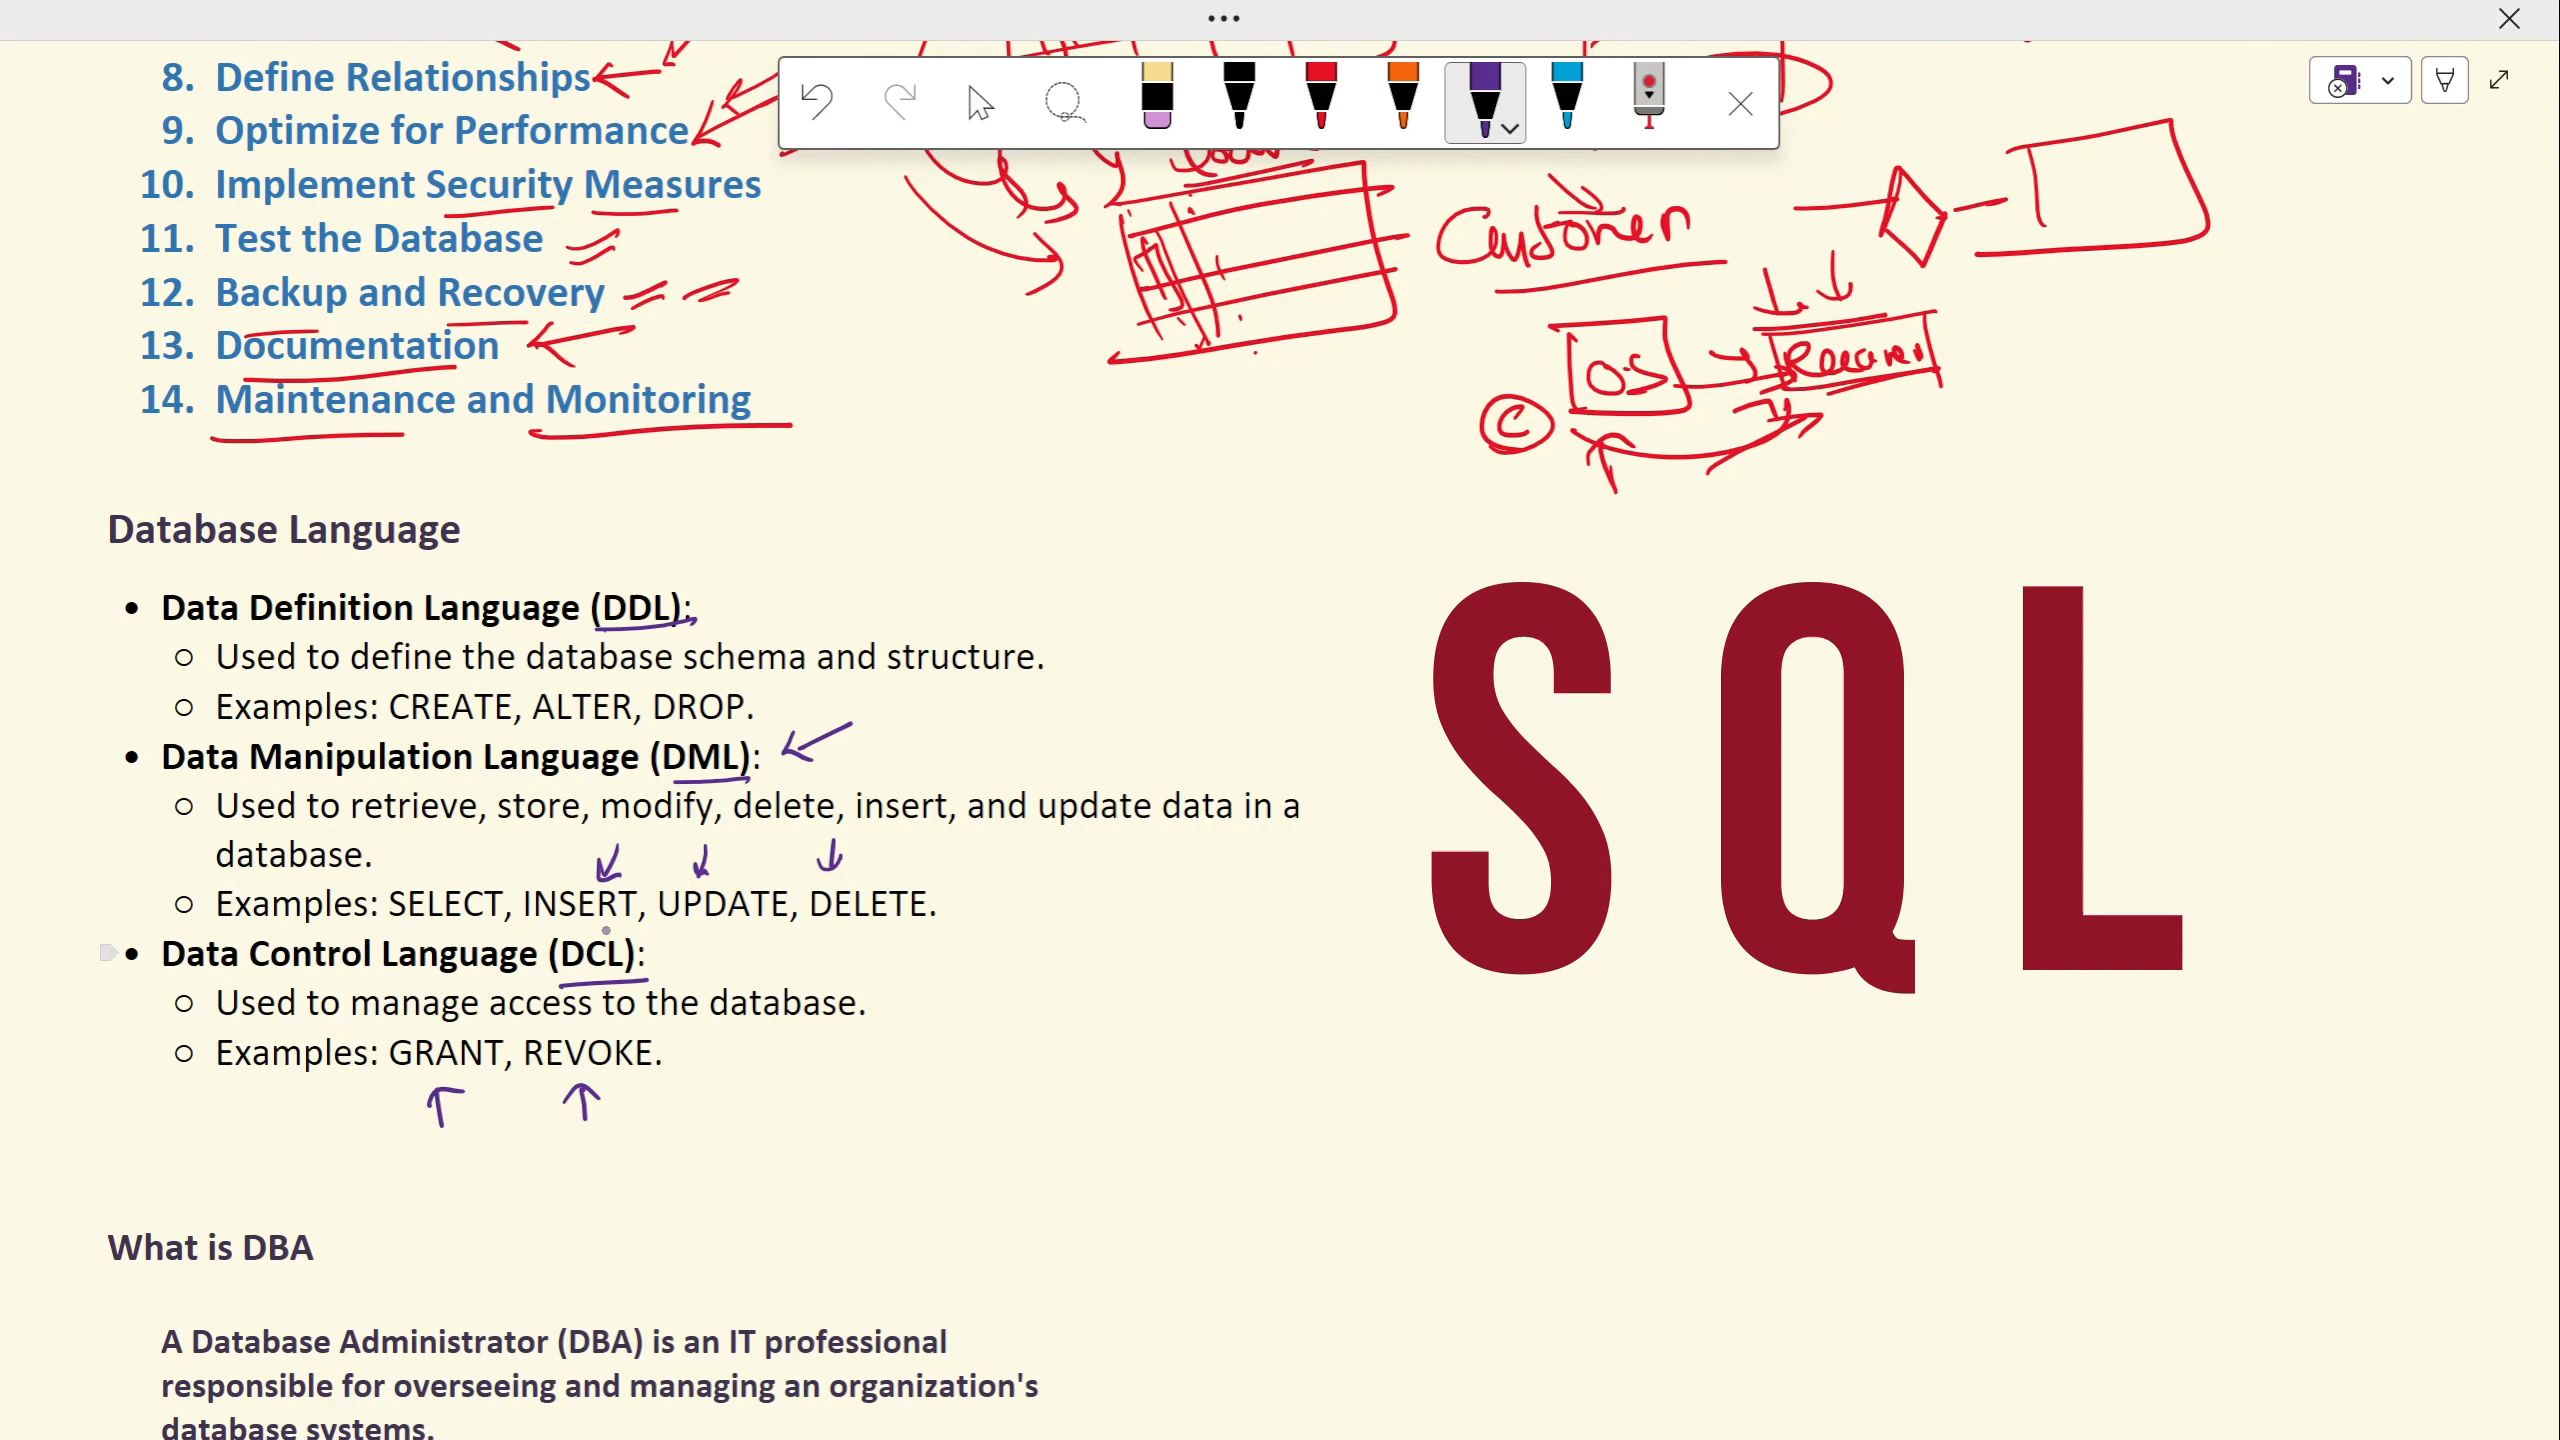 8. Define Relationships
9. Optimize for Performance
10. Implement Security Measures
11. Test the Database
12. Backup and Recovery
13. Documentation
14. Maintenance and Monitoring
Customer
OS
C
Database Language
• Data Definition Language (DDL):
○ Used to define the database schema and structure.
○ Examples: CREATE, ALTER, DROP.
• Data Manipulation Language (DML):
○ Used to retrieve, store, modify, delete, insert, and update data in a
database.
○ Examples: SELECT, INSERT, UPDATE, DELETE.
• Data Control Language (DCL):
○ Used to manage access to the database.
○ Examples: GRANT, REVOKE.
SQL
What is DBA
A Database Administrator (DBA) is an IT professional
responsible for overseeing and managing an organization's
database systems.